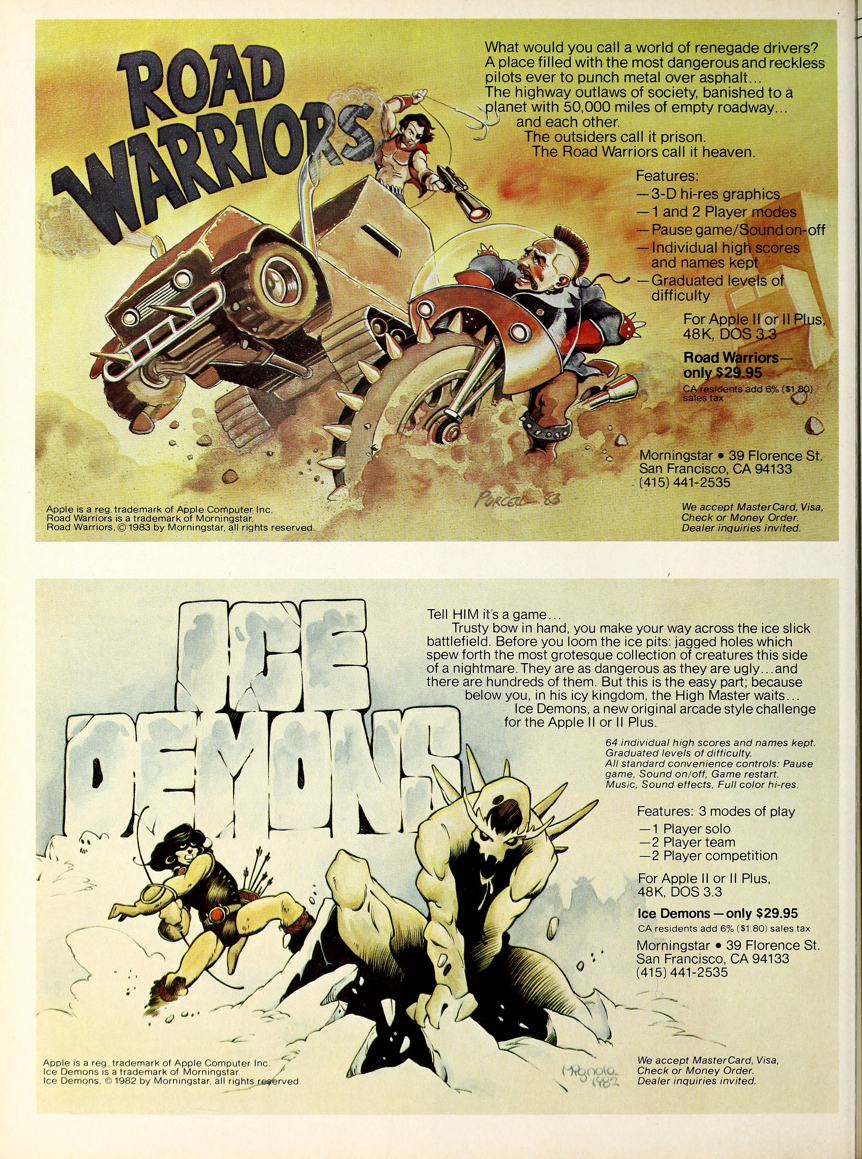 ROAD
WARRIORS
What would you call a world of renegade drivers?
A place filled with the most dangerous and reckless
pilots ever to punch metal over asphalt...
The highway outlaws of society, banished to a
planet with 50,000 miles of empty roadway...
and each other.
The outsiders call it prison.
The Road Warriors call it heaven.
Features:
—3-D hi-res graphics
—1 and 2 Player modes
—Pause game/Sound on-off
—Individual high scores
and names kept
—Graduated levels of
difficulty
For Apple II or II Plus,
48K, DOS 3.3
Road Warriors—
only $29.95
CA residents add 6% ($1.80)
sales tax
Morningstar • 39 Florence St.
San Francisco, CA 94133
(415) 441-2535
PURCELL '83
Apple is a reg. trademark of Apple Computer Inc.
Road Warriors is a trademark of Morningstar.
Road Warriors, © 1983 by Morningstar, all rights reserved.
We accept MasterCard, Visa,
Check or Money Order.
Dealer inquiries invited.
ICE
DEMONS
Tell HIM it's a game...
Trusty bow in hand, you make your way across the ice slick
battlefield. Before you loom the ice pits: jagged holes which
spew forth the most grotesque collection of creatures this side
of a nightmare. They are as dangerous as they are ugly...and
there are hundreds of them. But this is the easy part; because
below you, in his icy kingdom, the High Master waits...
Ice Demons, a new original arcade style challenge
for the Apple II or II Plus.
64 individual high scores and names kept.
Graduated levels of difficulty.
All standard convenience controls: Pause
game, Sound on/off, Game restart.
Music, Sound effects, Full color hi-res.
Features: 3 modes of play
—1 Player solo
—2 Player team
—2 Player competition
For Apple II or II Plus,
48K, DOS 3.3
Ice Demons—only $29.95
CA residents add 6% ($1.80) sales tax
Morningstar • 39 Florence St.
San Francisco, CA 94133
(415) 441-2535
Apple is a reg. trademark of Apple Computer Inc.
Ice Demons is a trademark of Morningstar.
Ice Demons, © 1982 by Morningstar, all rights reserved.
Mignola
1982
We accept MasterCard, Visa,
Check or Money Order.
Dealer inquiries invited.